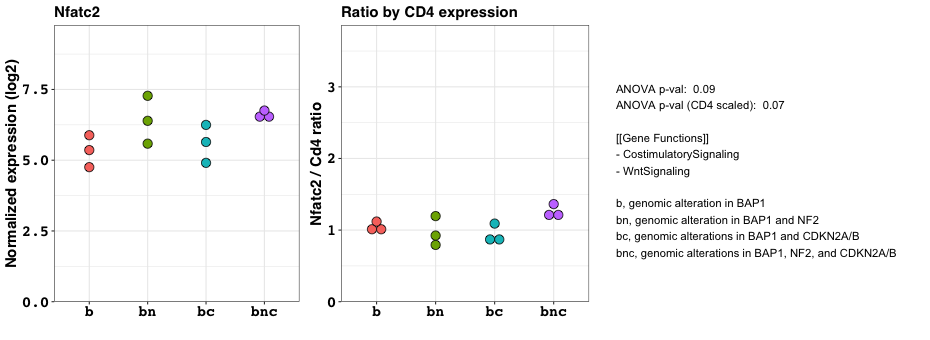 Nfatc2
Normalized expression (log2)
7.5
5.0
2.5
0.0
b bn bc bnc
Ratio by CD4 expression
Nfatc2 / Cd4 ratio
3
2
1
0
b bn bc bnc
ANOVA p-val:  0.09
ANOVA p-val (CD4 scaled):  0.07
[[Gene Functions]]
- CostimulatorySignaling
- WntSignaling
b, genomic alteration in BAP1
bn, genomic alteration in BAP1 and NF2
bc, genomic alterations in BAP1 and CDKN2A/B
bnc, genomic alterations in BAP1, NF2, and CDKN2A/B